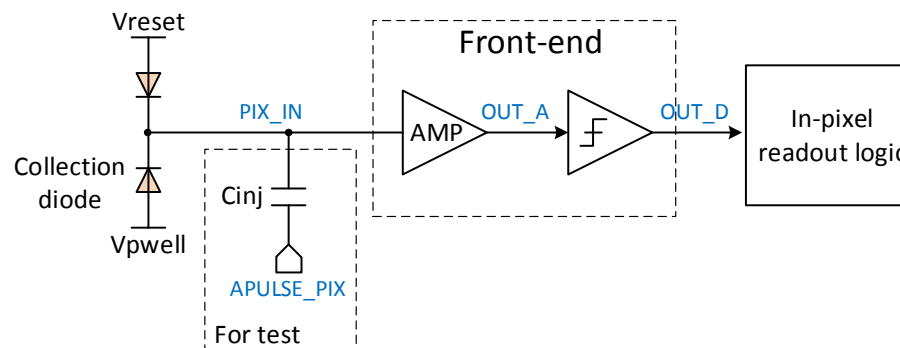 Vreset
Front-end
PIX_IN
AMP
OUT_A
OUT_D
In-pixel
readout logic
Collection
diode
Cinj
Vpwell
APULSE_PIX
For test